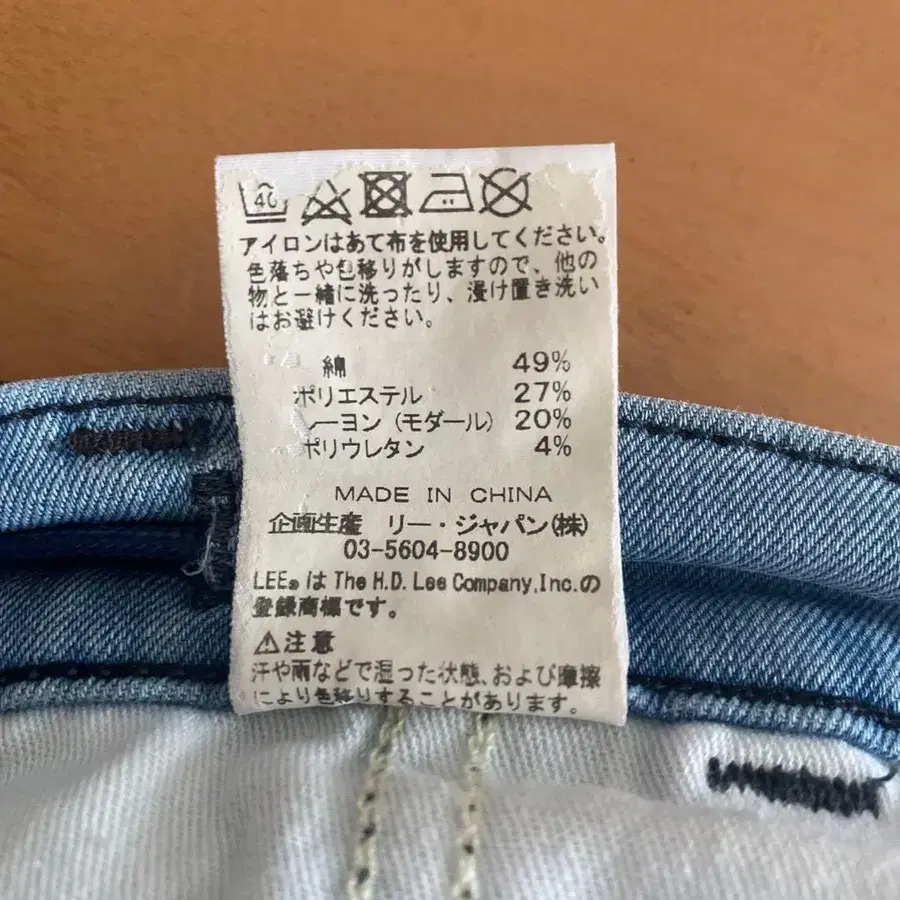 40
アイロンはあて布を使用してください。
色落ちや色移りがしますので、他の
物と一緒に洗ったり、浸け置き洗い
はお避けください。
綿 49%
ポリエステル 27%
レーヨン (モダール) 20%
ポリウレタン 4%
MADE IN CHINA
企画生産 リー・ジャパン(株)
03-5604-8900
LEE®は The H.D. Lee Company,Inc.の
登録商標です。
⚠注意
汗や雨などで湿った状態、および摩擦
により色移りすることがあります。